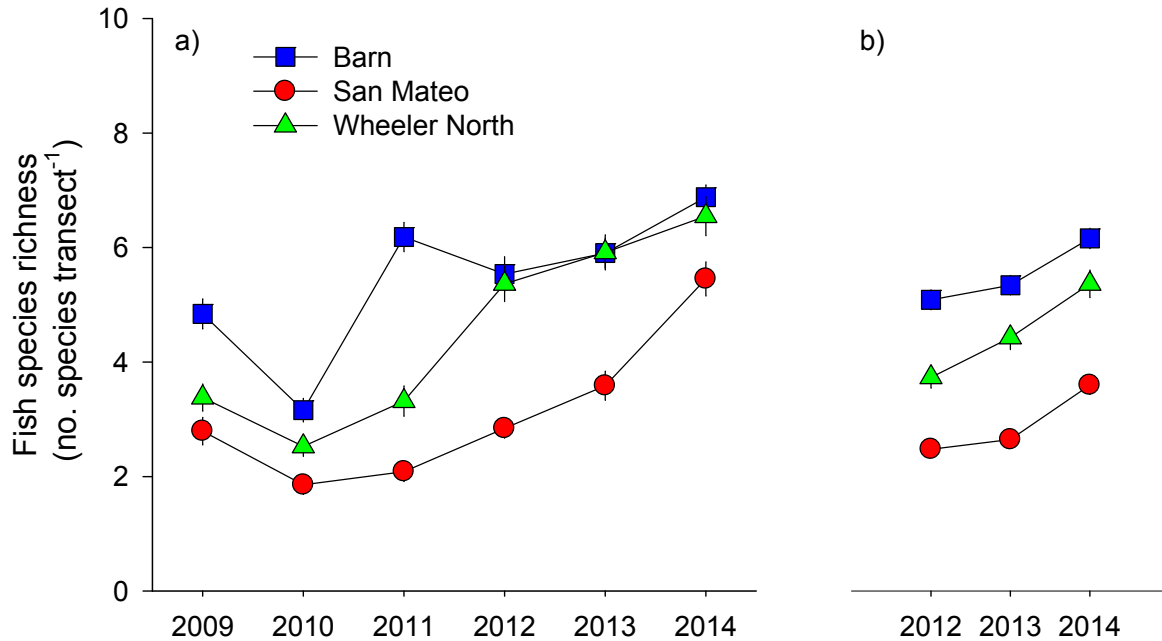 Fish species richness
(no. species transect⁻¹)
10
8
6
4
2
0
a)
Barn
San Mateo
Wheeler North
2009 2010 2011 2012 2013 2014
b)
2012 2013 2014